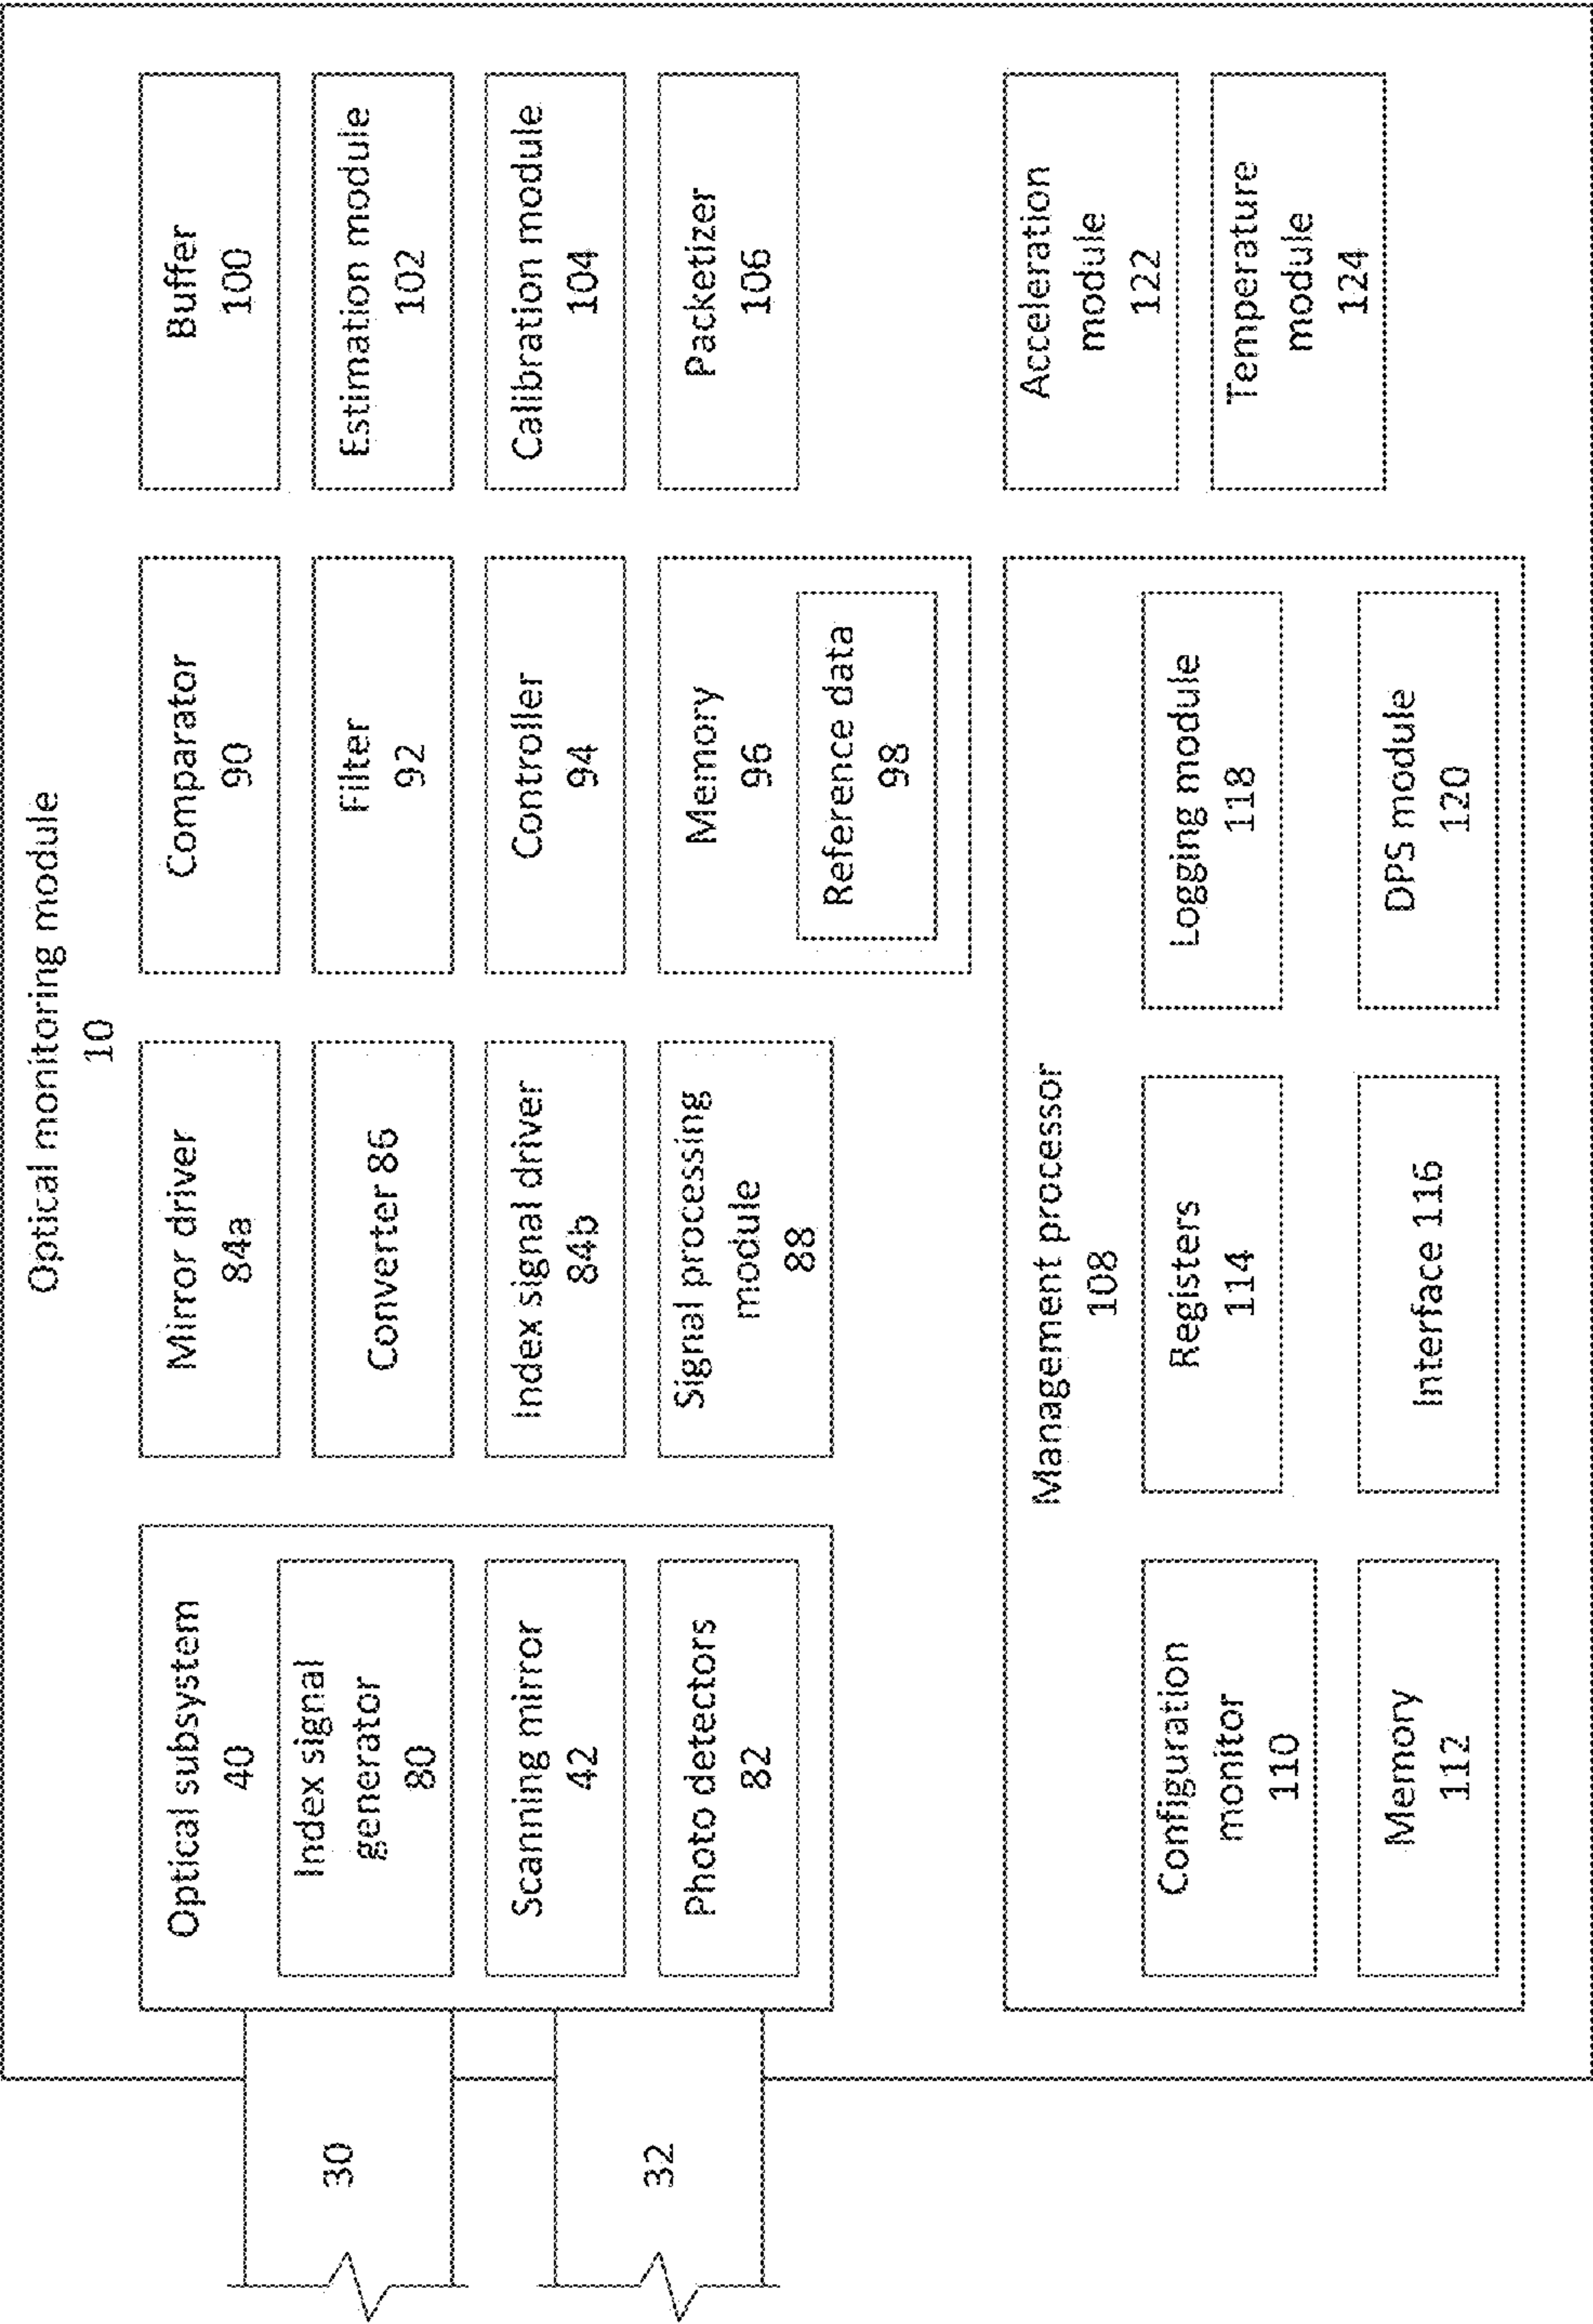 Optical monitoring module
10
30
32
Optical subsystem
40
Index signal
generator
80
Scanning mirror
42
Photo detectors
82
Mirror driver
84a
Converter 86
Index signal driver
84b
Signal processing
module
88
Comparator
90
Filter
92
Controller
94
Memory
96
Reference data
98
Buffer
100
Estimation module
102
Calibration module
104
Packetizer
106
Management processor
108
Configuration
monitor
110
Memory
112
Registers
114
Interface 116
Logging module
118
DPS module
120
Acceleration
module
122
Temperature
module
124